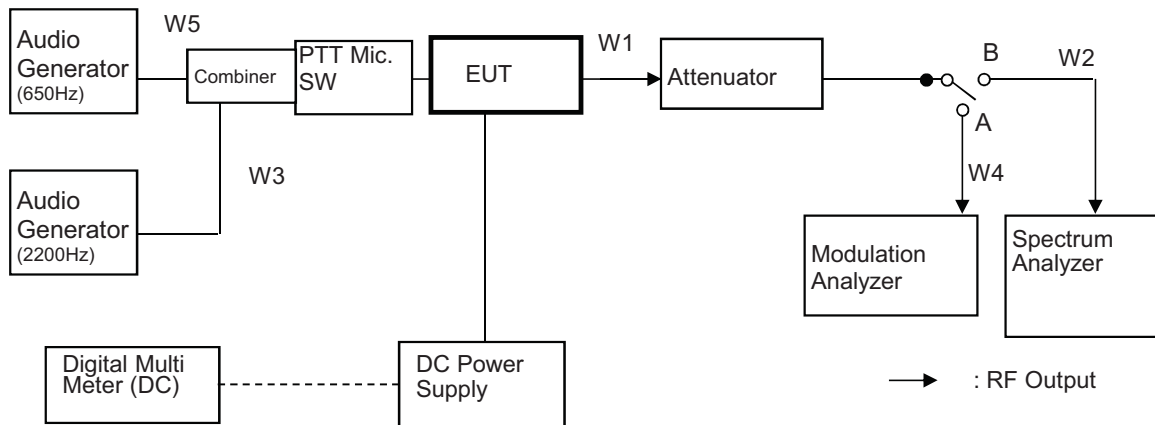 Audio
Generator
(650Hz)
W5
Combiner
PTT Mic.
SW
EUT
W1
Attenuator
B
W2
A
W3
W4
Audio
Generator
(2200Hz)
Modulation
Analyzer
Spectrum
Analyzer
Digital Multi
Meter (DC)
DC Power
Supply
: RF Output